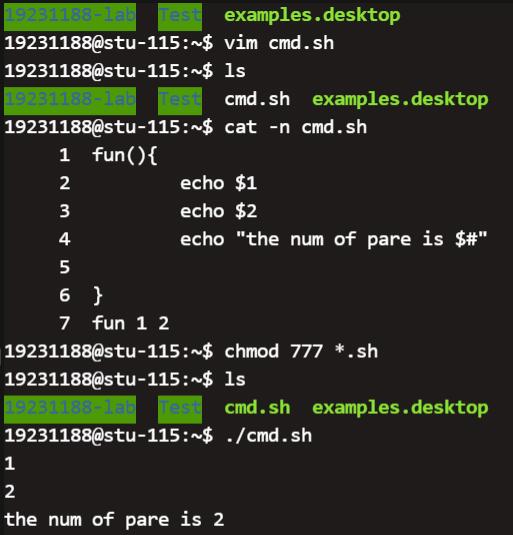 19231188-lab  Test  examples.desktop
19231188@stu-115:~$ vim cmd.sh
19231188@stu-115:~$ ls
19231188-lab  Test  cmd.sh  examples.desktop
19231188@stu-115:~$ cat -n cmd.sh
     1  fun(){
     2          echo $1
     3          echo $2
     4          echo "the num of pare is $#"
     5
     6  }
     7  fun 1 2
19231188@stu-115:~$ chmod 777 *.sh
19231188@stu-115:~$ ls
19231188-lab  Test  cmd.sh  examples.desktop
19231188@stu-115:~$ ./cmd.sh
1
2
the num of pare is 2